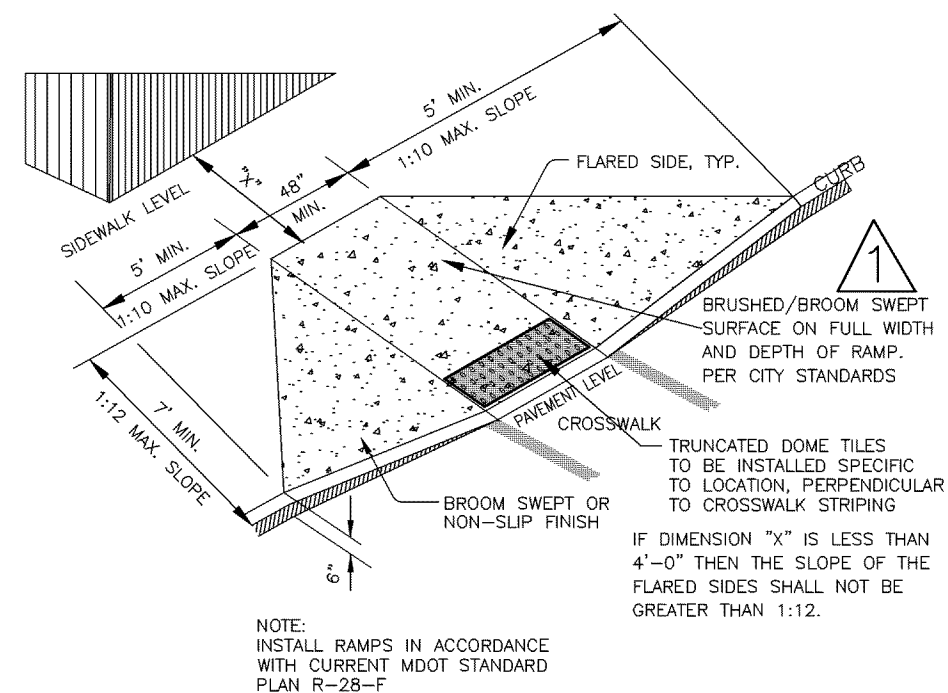 5' MIN.
1:10 MAX. SLOPE
FLARED SIDE, TYP.
CURB
"X"
48"
MIN.
SIDEWALK LEVEL
5' MIN.
1:10 MAX. SLOPE
1
BRUSHED/BROOM SWEPT
SURFACE ON FULL WIDTH
AND DEPTH OF RAMP.
PER CITY STANDARDS
7' MIN.
1:12 MAX. SLOPE
PAVEMENT LEVEL
CROSSWALK
TRUNCATED DOME TILES
TO BE INSTALLED SPECIFIC
TO LOCATION, PERPENDICULAR
TO CROSSWALK STRIPING
BROOM SWEPT OR
NON-SLIP FINISH
IF DIMENSION "X" IS LESS THAN
4'-0" THEN THE SLOPE OF THE
FLARED SIDES SHALL NOT BE
GREATER THAN 1:12.
6"
NOTE:
INSTALL RAMPS IN ACCORDANCE
WITH CURRENT MDOT STANDARD
PLAN R-28-F